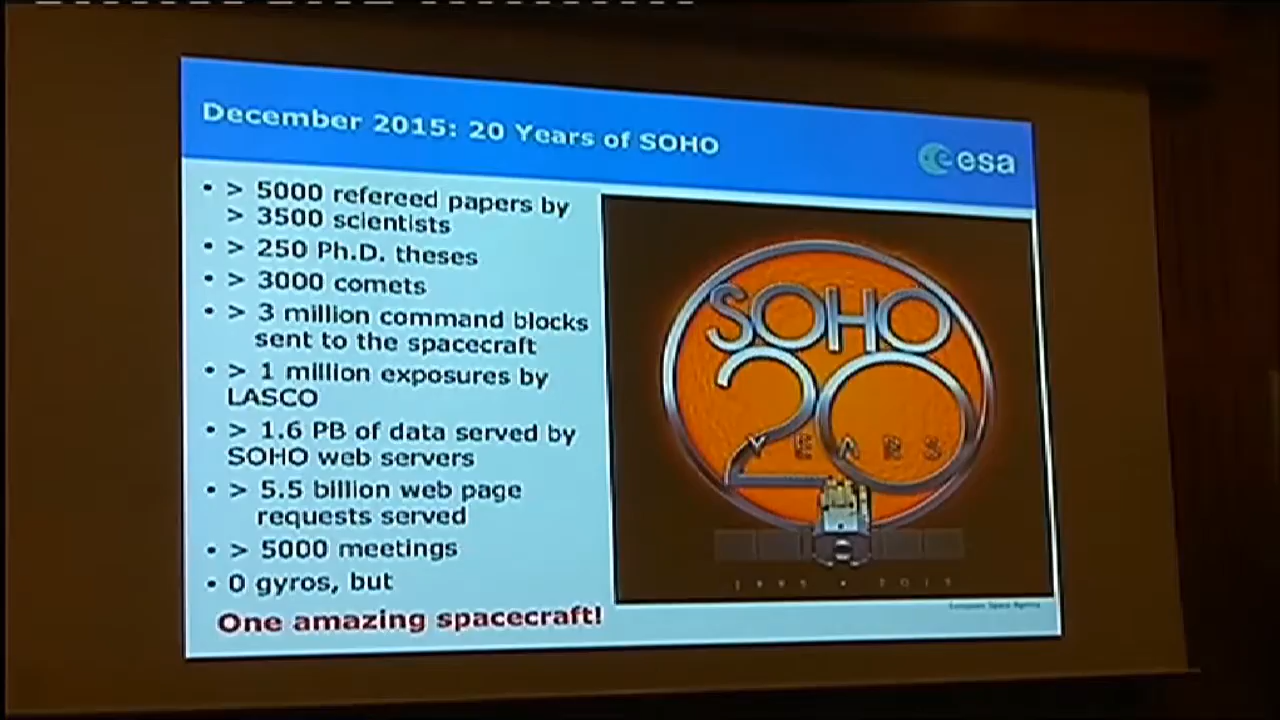 December 2015: 20 Years of SOHO
esa
• > 5000 refereed papers by
> 3500 scientists
• > 250 Ph.D. theses
• > 3000 comets
• > 3 million command blocks
sent to the spacecraft
• > 1 million exposures by
LASCO
• > 1.6 PB of data served by
SOHO web servers
• > 5.5 billion web page
requests served
• > 5000 meetings
• 0 gyros, but
One amazing spacecraft!
SOHO
20
YEARS
1995 • 2015
European Space Agency